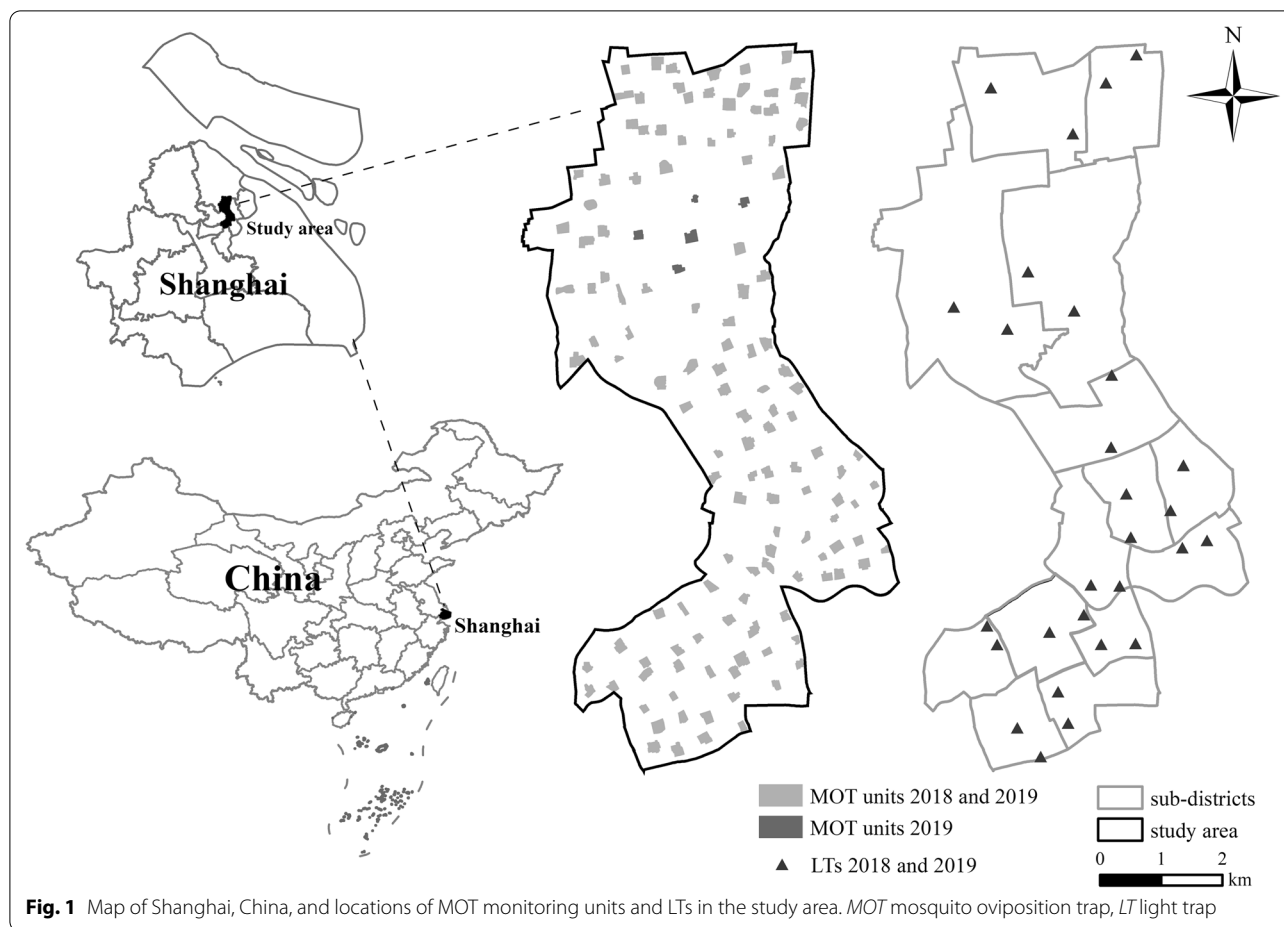 N
Study area
Shanghai
China
Shanghai
MOT units 2018 and 2019
MOT units 2019
LTs 2018 and 2019
sub-districts
study area
0 1 2
km
Fig. 1 Map of Shanghai, China, and locations of MOT monitoring units and LTs in the study area. MOT mosquito oviposition trap, LT light trap